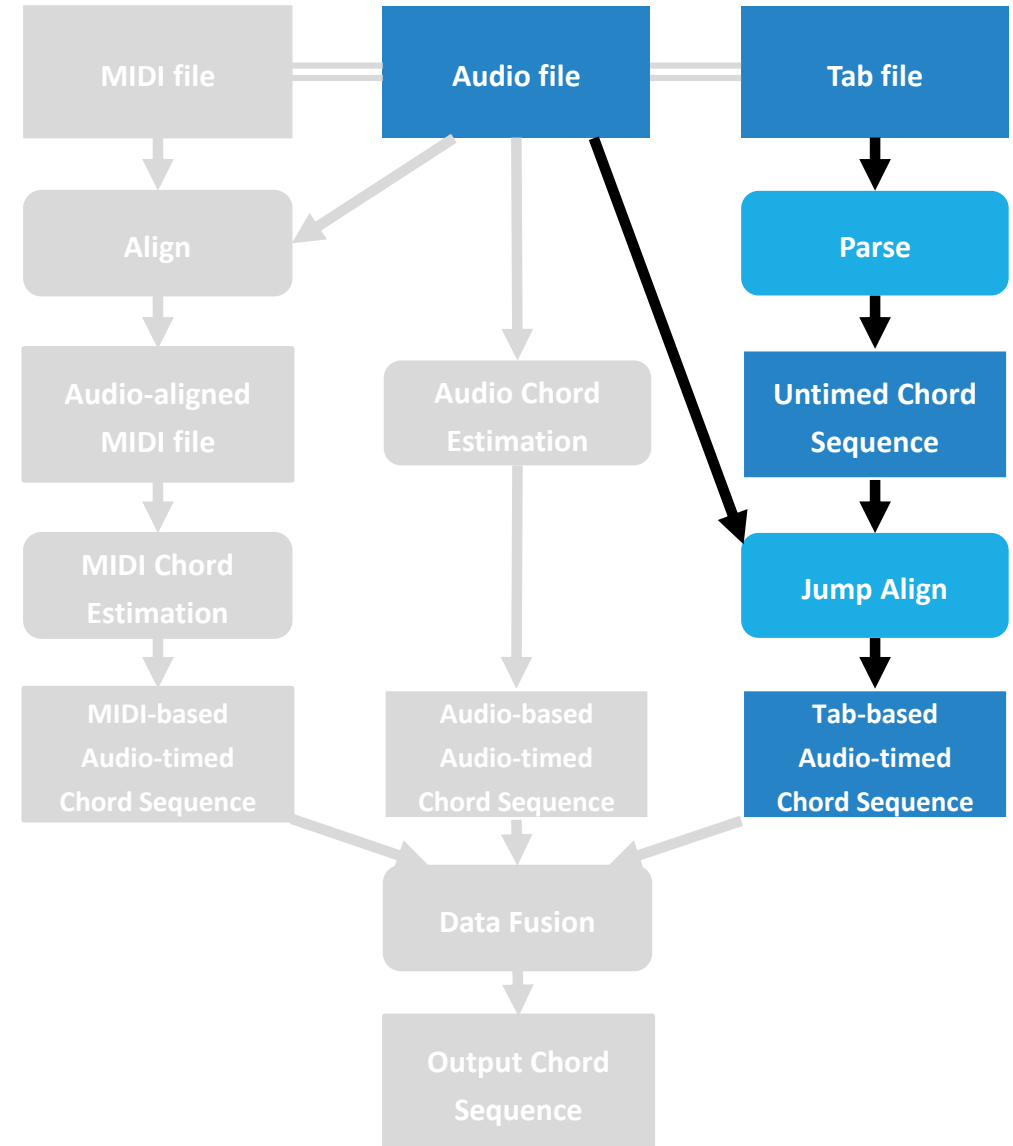 MIDI file
Audio file
Tab file
Align
Parse
Audio-aligned
MIDI file
Audio Chord
Estimation
Untimed Chord
Sequence
MIDI Chord
Estimation
Jump Align
MIDI-based
Audio-timed
Chord Sequence
Audio-based
Audio-timed
Chord Sequence
Tab-based
Audio-timed
Chord Sequence
Data Fusion
Output Chord
Sequence